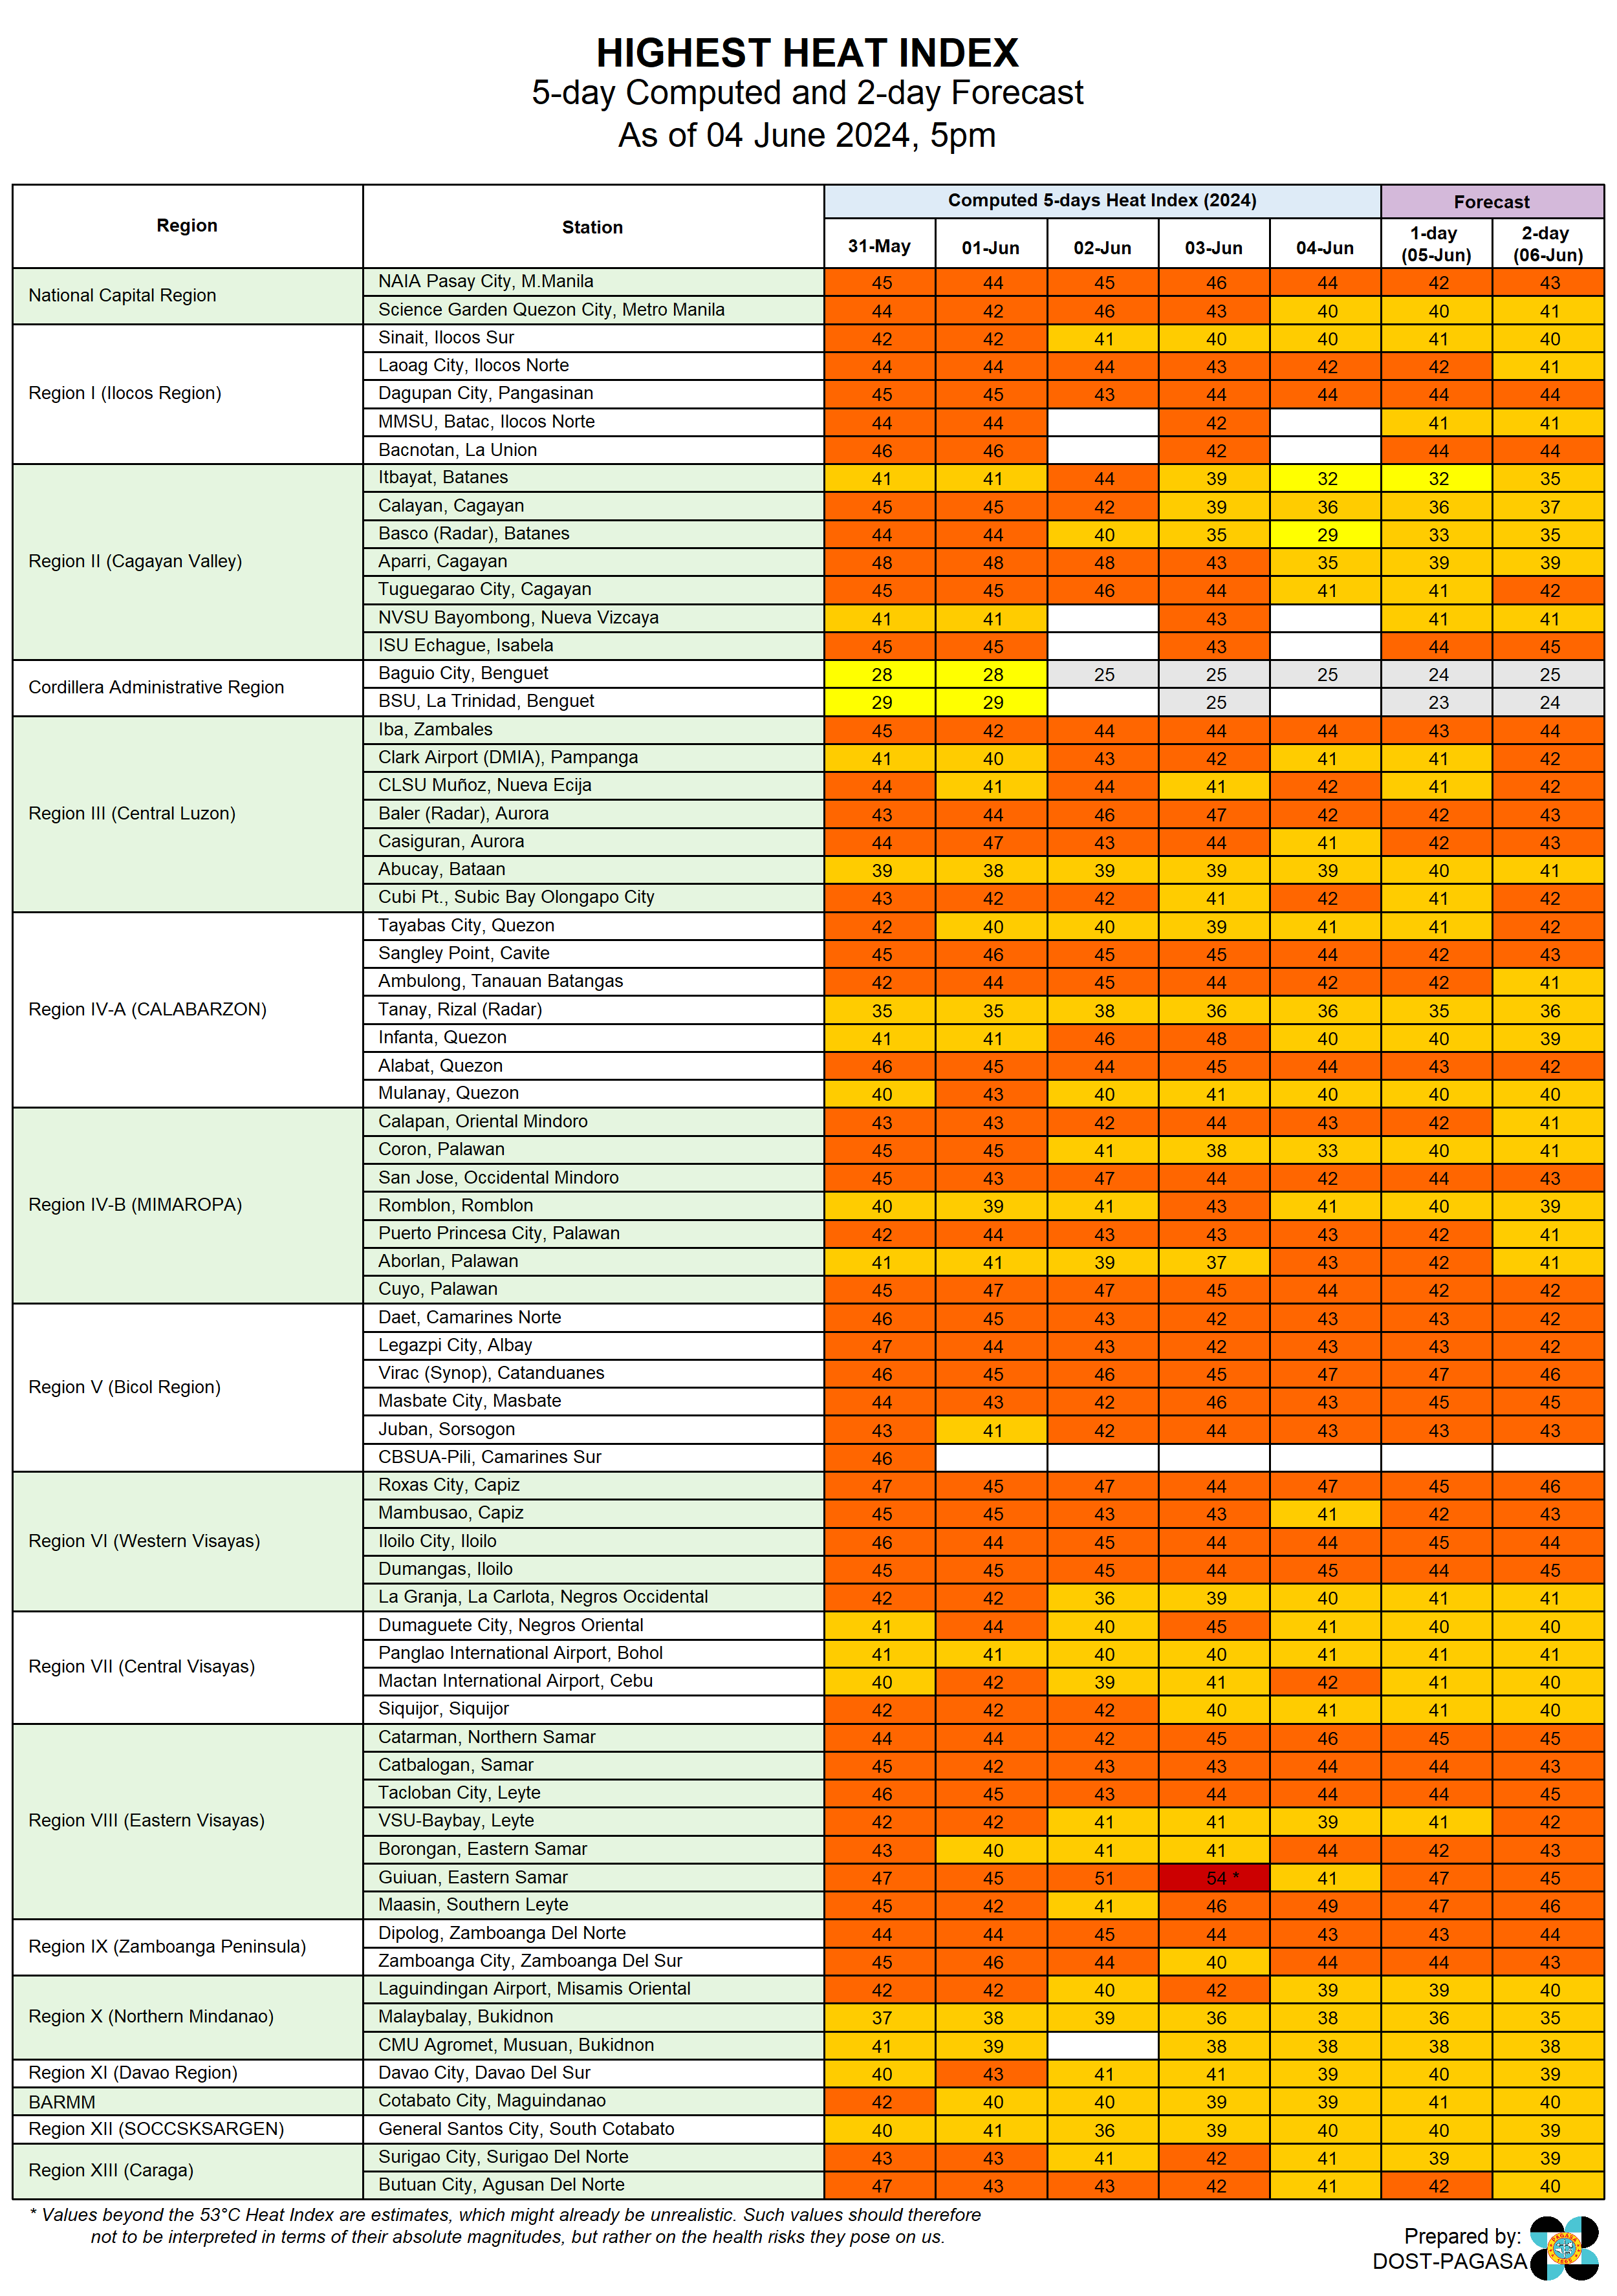 HIGHEST HEAT INDEX
5-day Computed and 2-day Forecast
As of 04 June 2024, 5pm
Region Station Computed 5-days Heat Index (2024) Forecast
31-May 01-Jun 02-Jun 03-Jun 04-Jun 1-day (05-Jun) 2-day (06-Jun)
National Capital Region
NAIA Pasay City, M.Manila 45 44 45 46 44 42 43
Science Garden Quezon City, Metro Manila 44 42 46 43 40 40 41
Region I (Ilocos Region)
Sinait, Ilocos Sur 42 42 41 40 40 41 40
Laoag City, Ilocos Norte 44 44 44 43 42 42 41
Dagupan City, Pangasinan 45 45 43 44 44 44 44
MMSU, Batac, Ilocos Norte 44 44 42 41 41
Bacnotan, La Union 46 46 42 44 44
Region II (Cagayan Valley)
Itbayat, Batanes 41 41 44 39 32 32 35
Calayan, Cagayan 45 45 42 39 36 36 37
Basco (Radar), Batanes 44 44 40 35 29 33 35
Aparri, Cagayan 48 48 48 43 35 39 39
Tuguegarao City, Cagayan 45 45 46 44 41 41 42
NVSU Bayombong, Nueva Vizcaya 41 41 43 41 41
ISU Echague, Isabela 45 45 43 44 45
Cordillera Administrative Region
Baguio City, Benguet 28 28 25 25 25 24 25
BSU, La Trinidad, Benguet 29 29 25 23 24
Region III (Central Luzon)
Iba, Zambales 45 42 44 44 44 43 44
Clark Airport (DMIA), Pampanga 41 40 43 42 41 41 42
CLSU Muñoz, Nueva Ecija 44 41 44 41 42 41 42
Baler (Radar), Aurora 43 44 46 47 42 42 43
Casiguran, Aurora 44 47 43 44 41 42 43
Abucay, Bataan 39 38 39 39 39 40 41
Cubi Pt., Subic Bay Olongapo City 43 42 42 41 42 41 42
Region IV-A (CALABARZON)
Tayabas City, Quezon 42 40 40 39 41 41 42
Sangley Point, Cavite 45 46 45 45 44 42 43
Ambulong, Tanauan Batangas 42 44 45 44 42 42 41
Tanay, Rizal (Radar) 35 35 38 36 36 35 36
Infanta, Quezon 41 41 46 48 40 40 39
Alabat, Quezon 46 45 44 45 44 43 42
Mulanay, Quezon 40 43 40 41 40 40 40
Region IV-B (MIMAROPA)
Calapan, Oriental Mindoro 43 43 42 44 43 42 41
Coron, Palawan 45 45 41 38 33 40 41
San Jose, Occidental Mindoro 45 43 47 44 42 44 43
Romblon, Romblon 40 39 41 43 41 40 39
Puerto Princesa City, Palawan 42 44 43 43 43 42 41
Aborlan, Palawan 41 41 39 37 43 42 41
Cuyo, Palawan 45 47 47 45 44 42 42
Region V (Bicol Region)
Daet, Camarines Norte 46 45 43 42 43 43 42
Legazpi City, Albay 47 44 43 42 43 43 42
Virac (Synop), Catanduanes 46 45 46 45 47 47 46
Masbate City, Masbate 44 43 42 46 43 45 45
Juban, Sorsogon 43 41 42 44 43 43 43
CBSUA-Pili, Camarines Sur 46
Region VI (Western Visayas)
Roxas City, Capiz 47 45 47 44 47 45 46
Mambusao, Capiz 45 45 43 43 41 42 43
Iloilo City, Iloilo 46 44 45 44 44 45 44
Dumangas, Iloilo 45 45 45 44 45 44 45
La Granja, La Carlota, Negros Occidental 42 42 36 39 40 41 41
Region VII (Central Visayas)
Dumaguete City, Negros Oriental 41 44 40 45 41 40 40
Panglao International Airport, Bohol 41 41 40 40 41 41 41
Mactan International Airport, Cebu 40 42 39 41 42 41 40
Siquijor, Siquijor 42 42 42 40 41 41 40
Region VIII (Eastern Visayas)
Catarman, Northern Samar 44 44 42 45 46 45 45
Catbalogan, Samar 45 42 43 43 44 44 43
Tacloban City, Leyte 46 45 43 44 44 44 45
VSU-Baybay, Leyte 42 42 41 41 39 41 42
Borongan, Eastern Samar 43 40 41 41 44 42 43
Guiuan, Eastern Samar 47 45 51 54 * 41 47 45
Maasin, Southern Leyte 45 42 41 46 49 47 46
Region IX (Zamboanga Peninsula)
Dipolog, Zamboanga Del Norte 44 44 45 44 43 43 44
Zamboanga City, Zamboanga Del Sur 45 46 44 40 44 44 43
Region X (Northern Mindanao)
Laguindingan Airport, Misamis Oriental 42 42 40 42 39 39 40
Malaybalay, Bukidnon 37 38 39 36 38 36 35
CMU Agromet, Musuan, Bukidnon 41 39 38 38 38 38
Region XI (Davao Region)
Davao City, Davao Del Sur 40 43 41 41 39 40 39
BARMM
Cotabato City, Maguindanao 42 40 40 39 39 41 40
Region XII (SOCCSKSARGEN)
General Santos City, South Cotabato 40 41 36 39 40 40 39
Region XIII (Caraga)
Surigao City, Surigao Del Norte 43 43 41 42 41 39 39
Butuan City, Agusan Del Norte 47 43 43 42 41 42 40
* Values beyond the 53°C Heat Index are estimates, which might already be unrealistic. Such values should therefore
not to be interpreted in terms of their absolute magnitudes, but rather on the health risks they pose on us.
Prepared by:
DOST-PAGASA